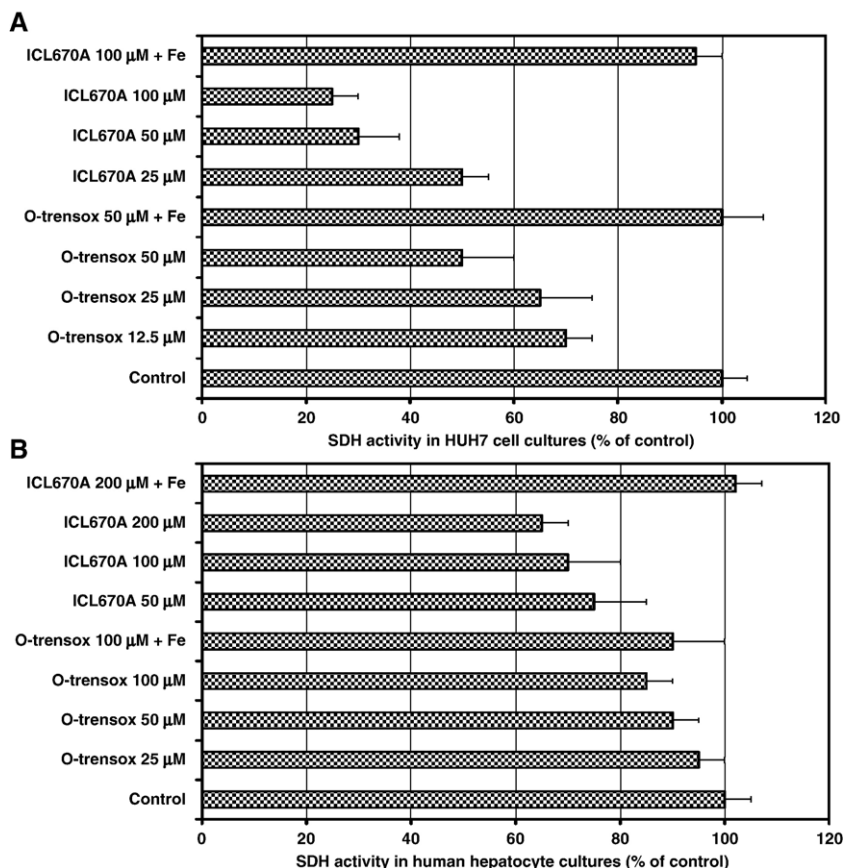 A
ICL670A 100 µM + Fe
ICL670A 100 µM
ICL670A 50 µM
ICL670A 25 µM
O-trensox 50 µM + Fe
O-trensox 50 µM
O-trensox 25 µM
O-trensox 12.5 µM
Control
0 20 40 60 80 100 120
SDH activity in HUH7 cell cultures (% of control)
B
ICL670A 200 µM + Fe
ICL670A 200 µM
ICL670A 100 µM
ICL670A 50 µM
O-trensox 100 µM + Fe
O-trensox 100 µM
O-trensox 50 µM
O-trensox 25 µM
Control
0 20 40 60 80 100 120
SDH activity in human hepatocyte cultures (% of control)